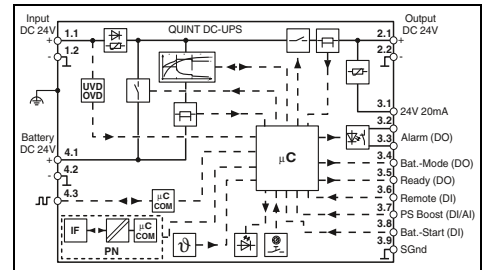 Input
DC 24V
QUINT DC-UPS
Output
DC 24V
1.1
+
1.2
-
2.1
+
2.2
-
UVD
OVD
3.1
24V 20mA
3.2
3.3
Alarm (DO)
Battery
DC 24V
4.1
+
4.2
-
4.3
µC
3.4
Bat.-Mode (DO)
3.5
Ready (DO)
3.6
Remote (DI)
3.7
PS Boost (DI/AI)
3.8
Bat.-Start (DI)
3.9
SGnd
µC
COM
IF
µC
COM
PN
ϑ